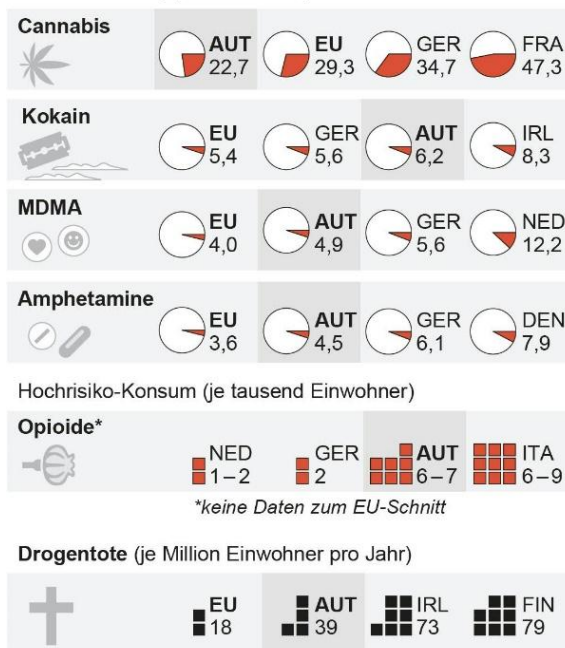 Cannabis
AUT EU GER FRA
22,7 29,3 34,7 47,3
Kokain
EU GER AUT IRL
5,4 5,6 6,2 8,3
MDMA
EU AUT GER NED
4,0 4,9 5,6 12,2
Amphetamine
EU AUT GER DEN
3,6 4,5 6,1 7,9
Hochrisiko-Konsum (je tausend Einwohner)
Opioide*
NED GER AUT ITA
1–2 2 6–7 6–9
*keine Daten zum EU-Schnitt
Drogentote (je Million Einwohner pro Jahr)
EU AUT IRL FIN
18 39 73 79